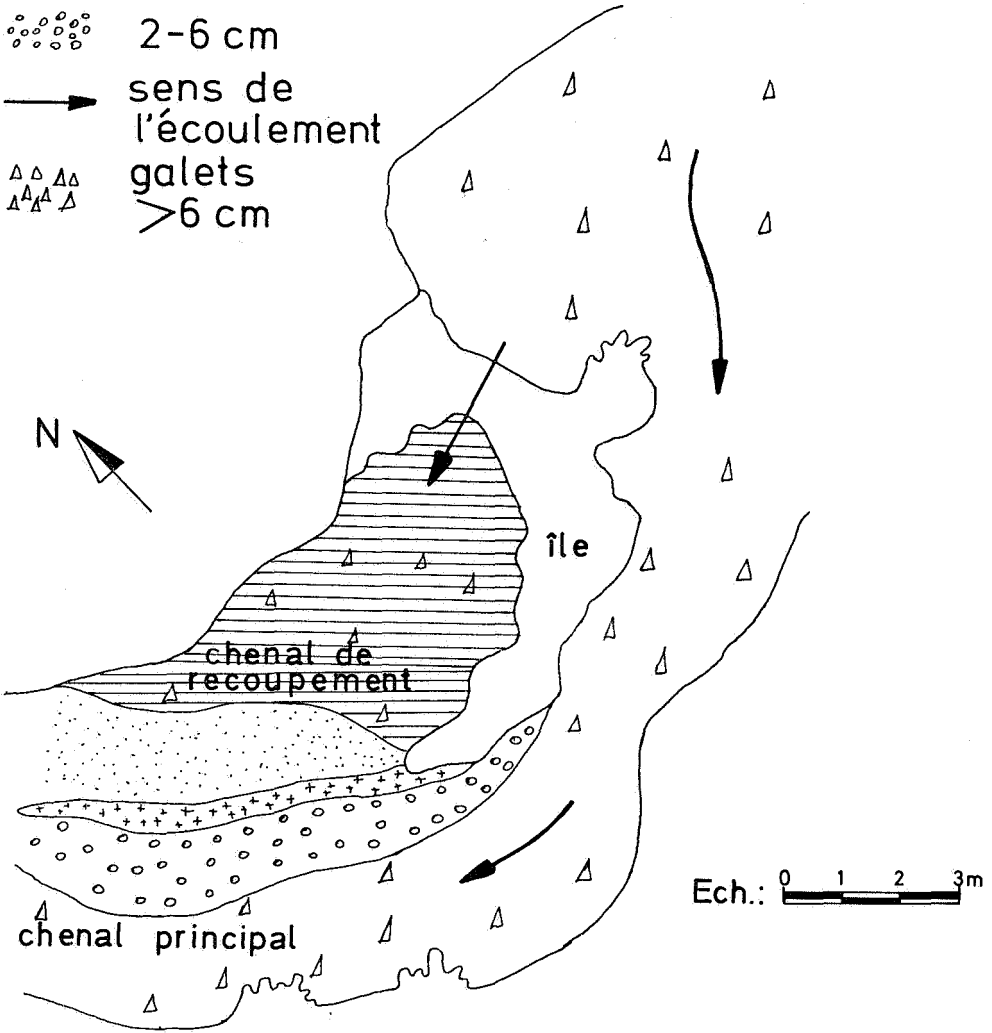 2-6 cm
sens de
l'écoulement
galets
>6 cm
N
île
chenal de
recoupement
Ech.: 0 1 2 3m
chenal principal